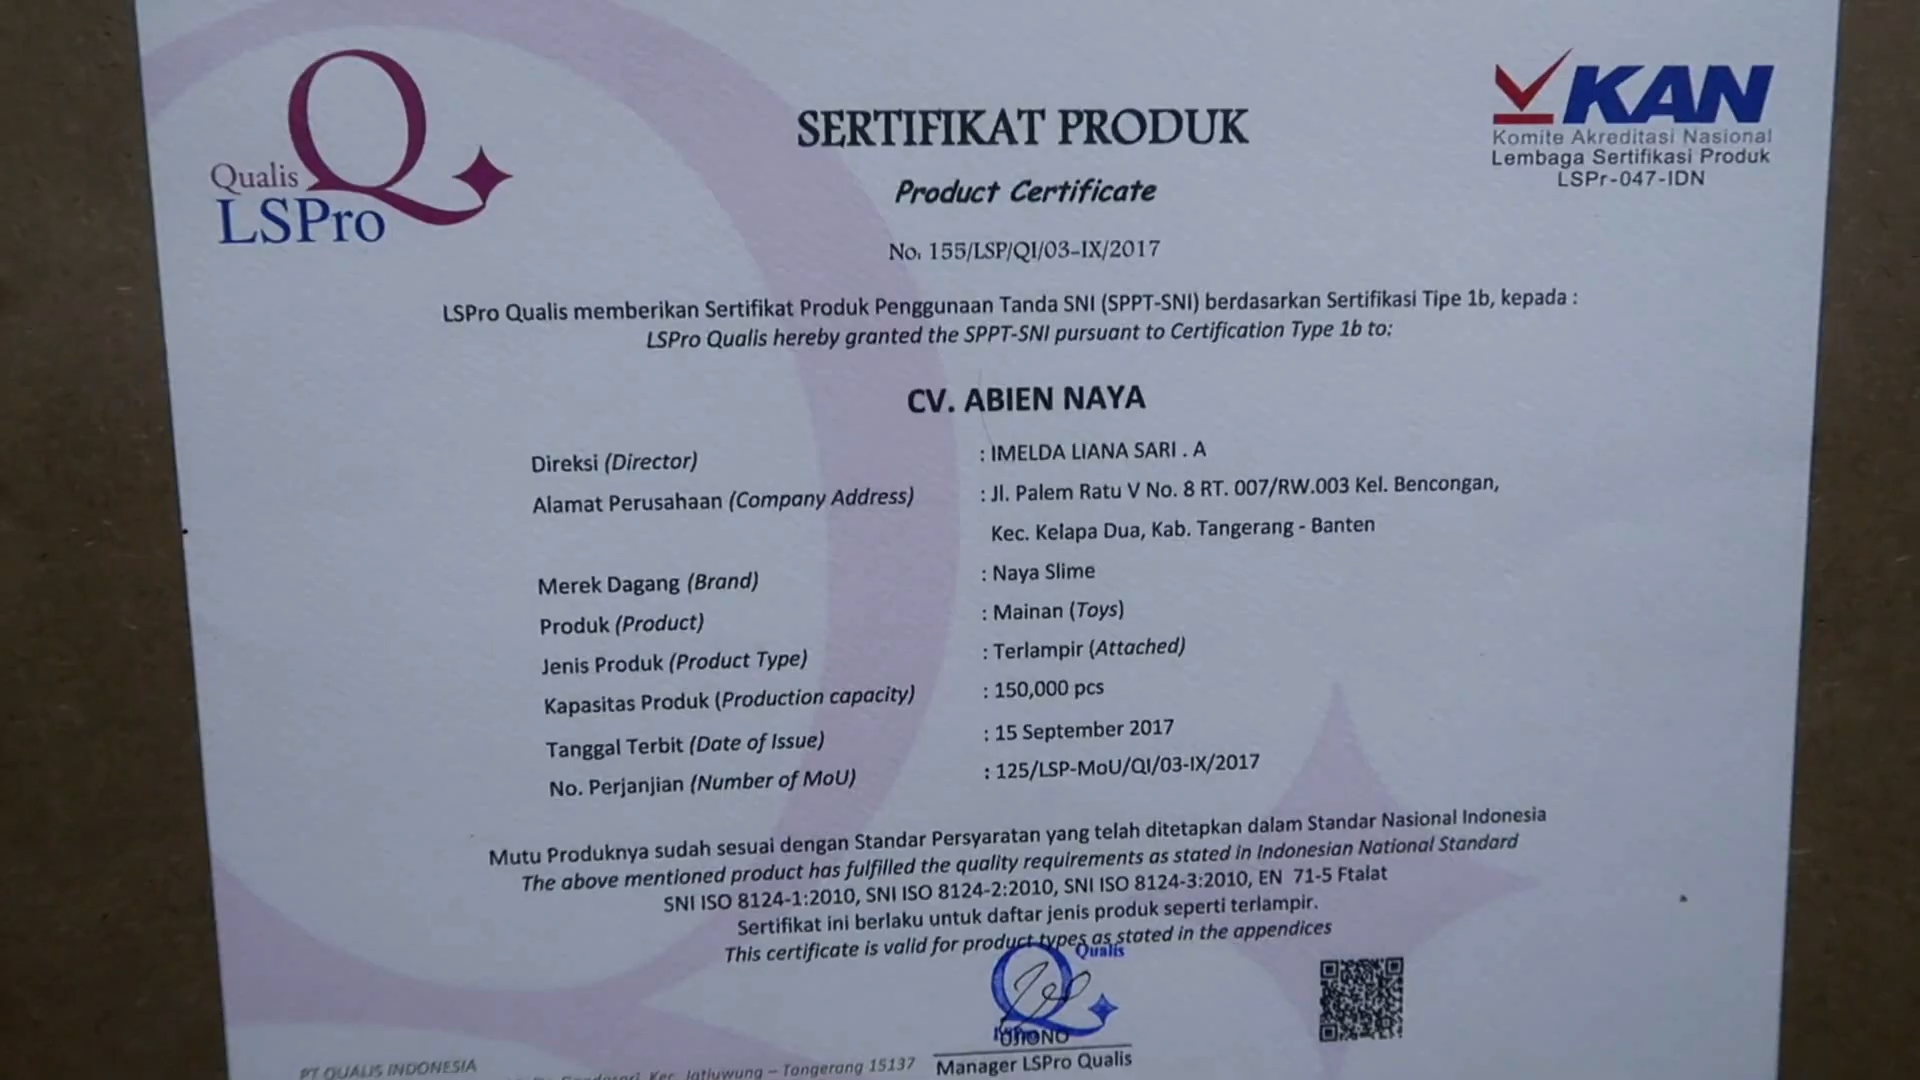 Qualis
LSPro
KAN
Komite Akreditasi Nasional
Lembaga Sertifikasi Produk
LSPr-047-IDN
SERTIFIKAT PRODUK
Product Certificate
No. 155/LSP/QI/03-IX/2017
LSPro Qualis memberikan Sertifikat Produk Penggunaan Tanda SNI (SPPT-SNI) berdasarkan Sertifikasi Tipe 1b, kepada :
LSPro Qualis hereby granted the SPPT-SNI pursuant to Certification Type 1b to:
CV. ABIEN NAYA
Direksi (Director) : IMELDA LIANA SARI . A
Alamat Perusahaan (Company Address) : Jl. Palem Ratu V No. 8 RT. 007/RW.003 Kel. Bencongan,
Kec. Kelapa Dua, Kab. Tangerang - Banten
Merek Dagang (Brand) : Naya Slime
Produk (Product) : Mainan (Toys)
Jenis Produk (Product Type) : Terlampir (Attached)
Kapasitas Produk (Production capacity) : 150,000 pcs
Tanggal Terbit (Date of Issue) : 15 September 2017
No. Perjanjian (Number of MoU) : 125/LSP-MoU/QI/03-IX/2017
Mutu Produknya sudah sesuai dengan Standar Persyaratan yang telah ditetapkan dalam Standar Nasional Indonesia
The above mentioned product has fulfilled the quality requirements as stated in Indonesian National Standard
SNI ISO 8124-1:2010, SNI ISO 8124-2:2010, SNI ISO 8124-3:2010, EN 71-5 Ftalat
Sertifikat ini berlaku untuk daftar jenis produk seperti terlampir.
This certificate is valid for product types as stated in the appendices
Qualis
Manager LSPro Qualis
PT QUALIS INDONESIA
Kec. Jatiuwung – Tangerang 15137